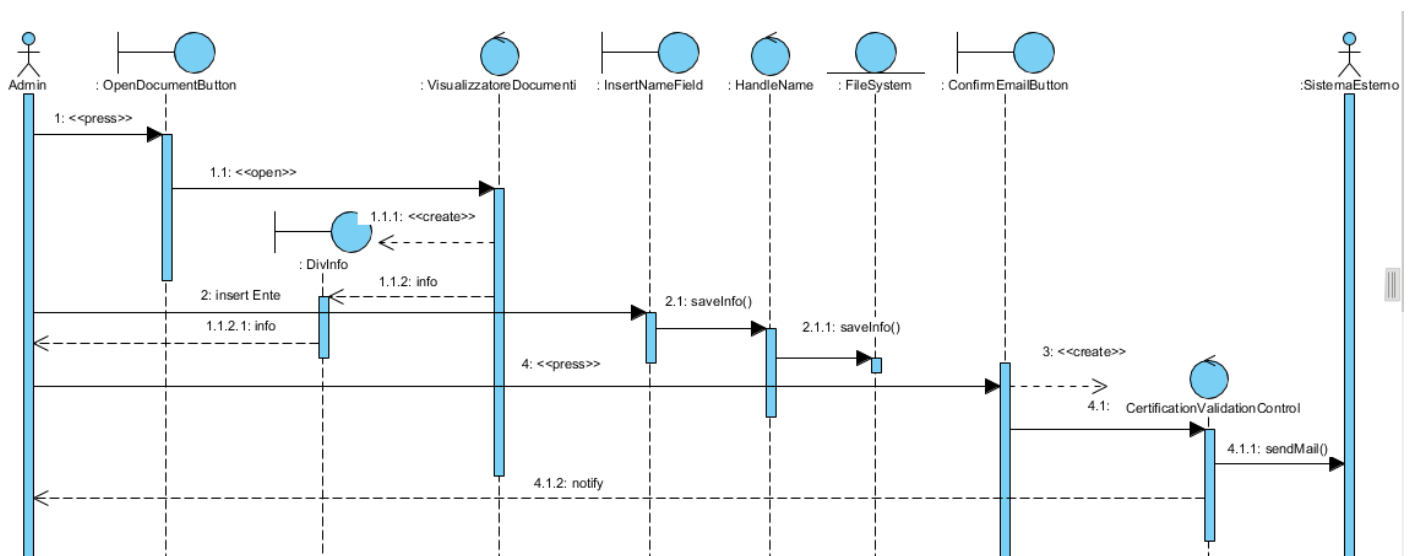 Admin
: OpenDocumentButton
: VisualizzatoreDocumenti
: InsertNameField
: HandleName
: FileSystem
: ConfirmEmailButton
:SistemaEsterno
1: <<press>>
1.1: <<open>>
1.1.1: <<create>>
: DivInfo
1.1.2: info
2: insert Ente
2.1: saveInfo()
1.1.2.1: info
2.1.1: saveInfo()
3: <<create>>
4: <<press>>
4.1:
CertificationValidationControl
4.1.1: sendMail()
4.1.2: notify